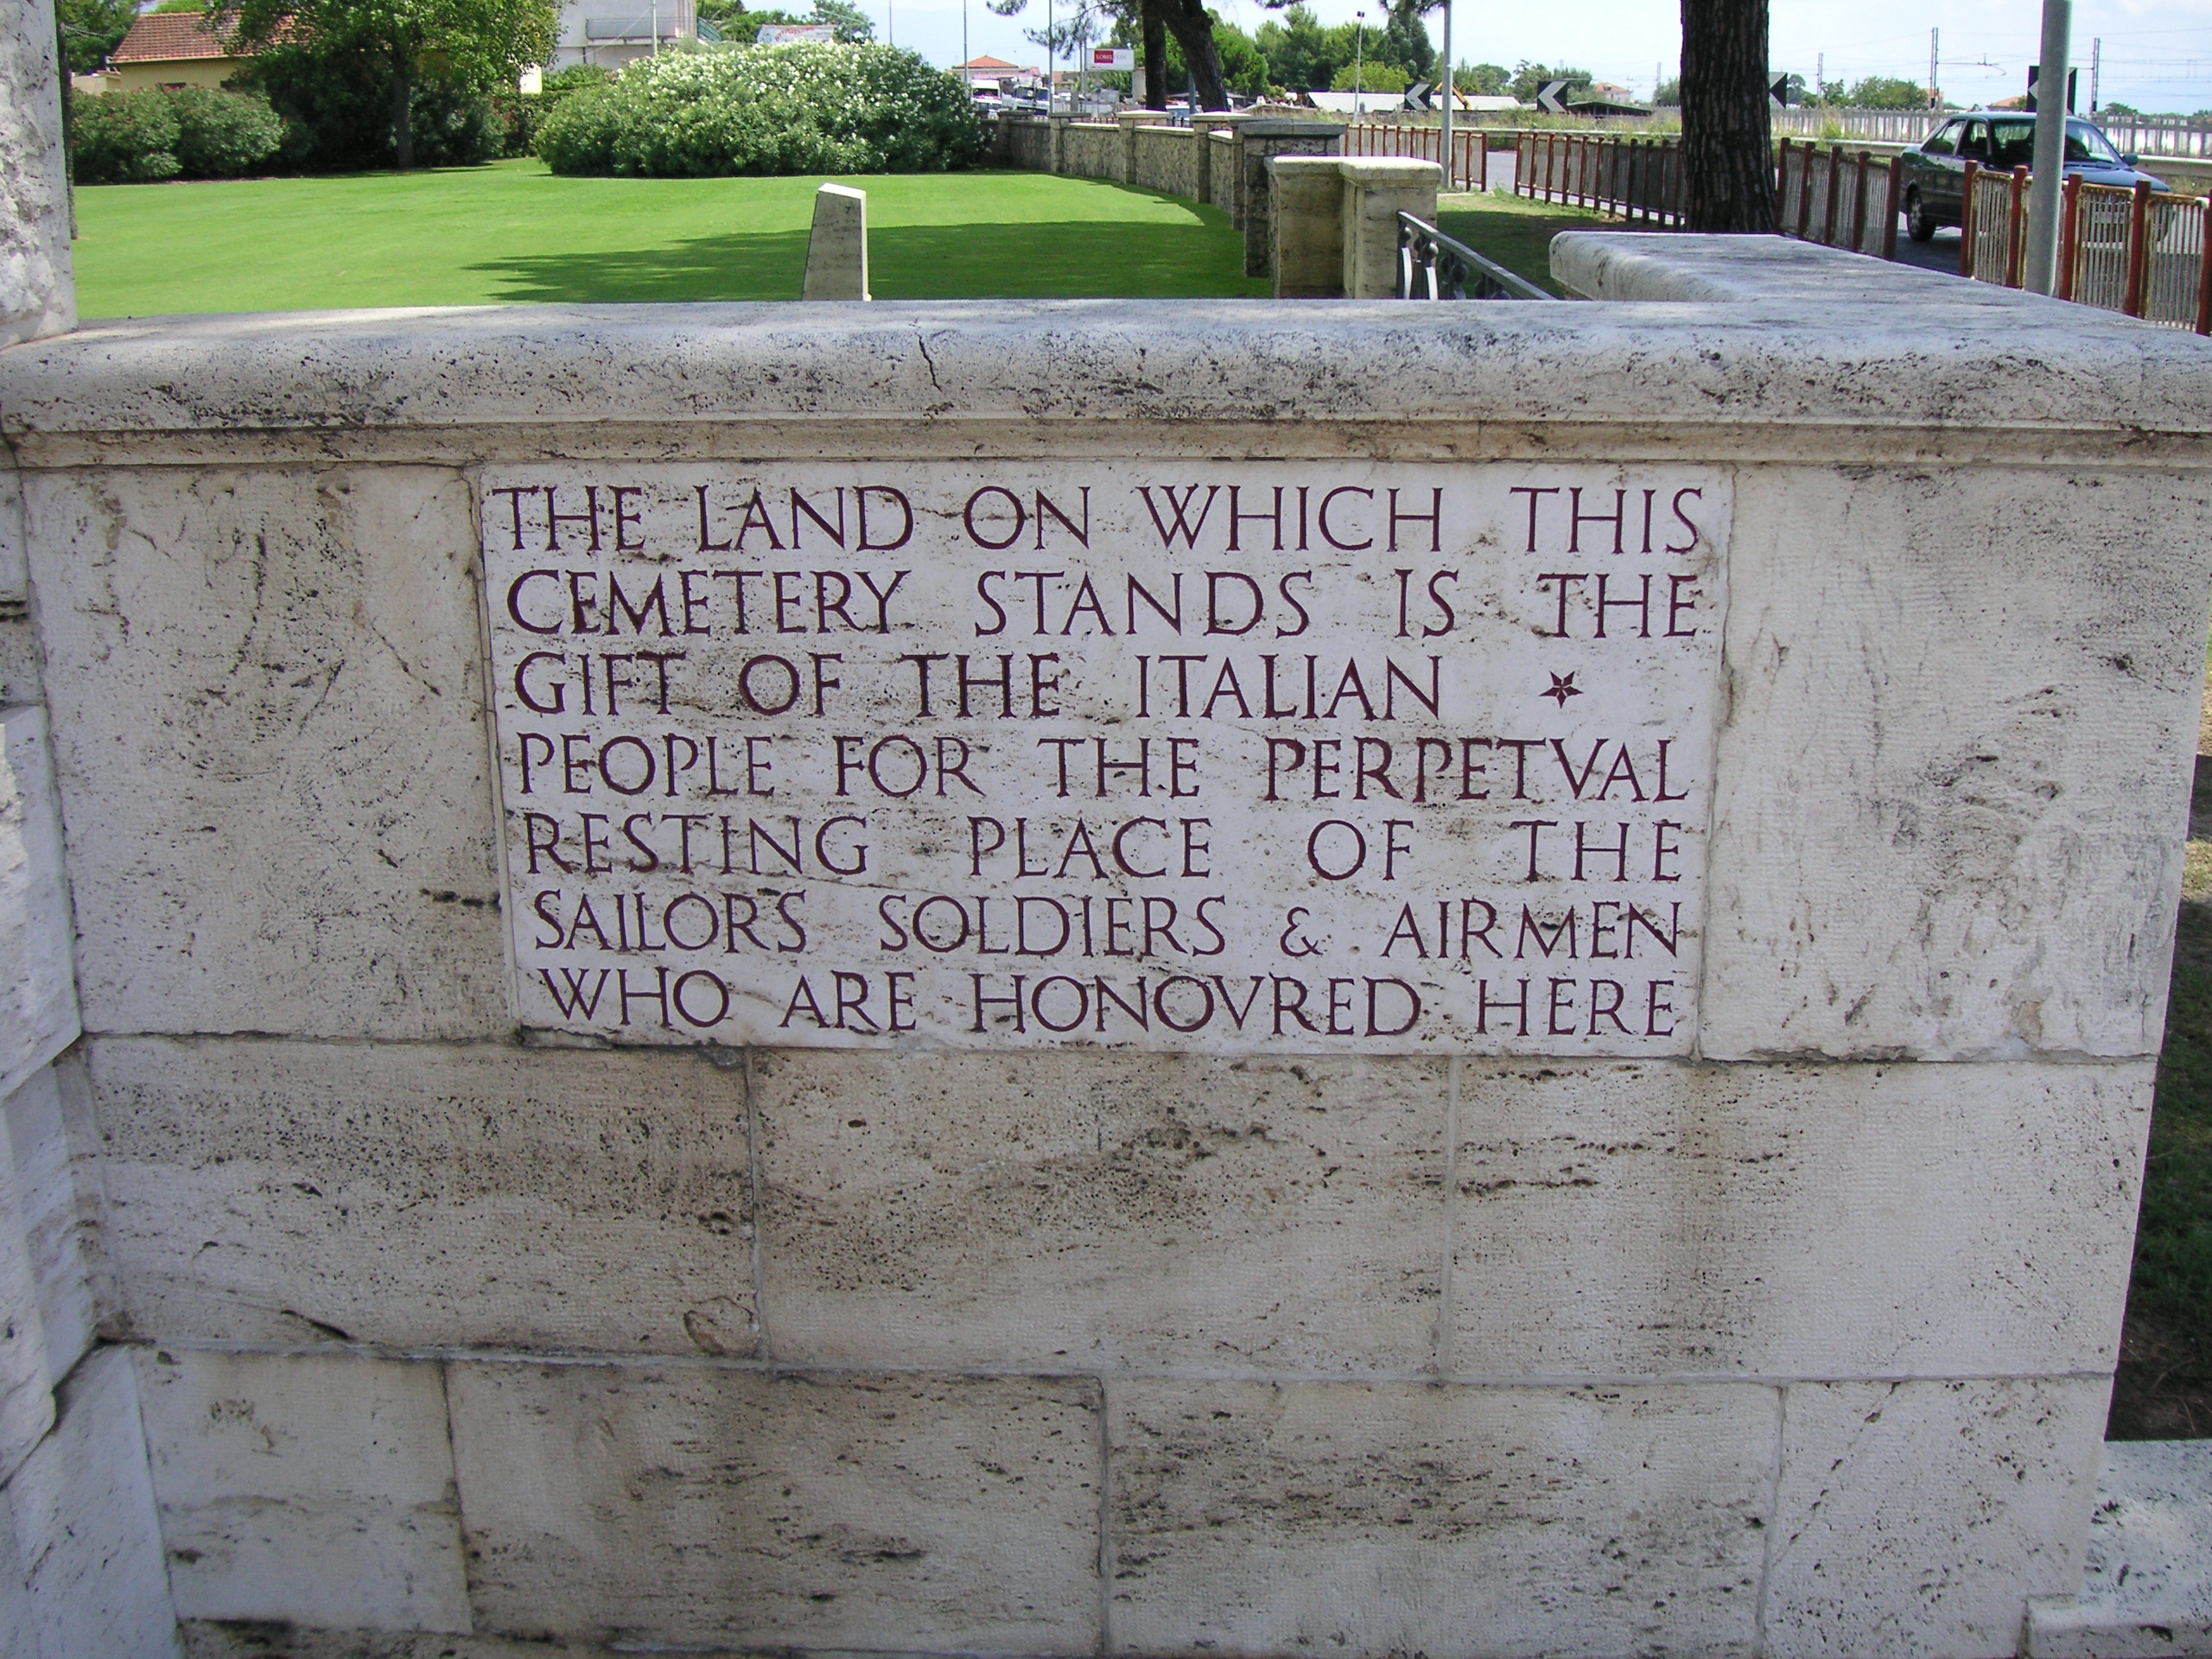 THE LAND ON WHICH THIS
CEMETERY STANDS IS THE
GIFT OF THE ITALIAN
PEOPLE FOR THE PERPETVAL
RESTING PLACE OF THE
SAILORS SOLDIERS & AIRMEN
WHO ARE HONOVRED HERE